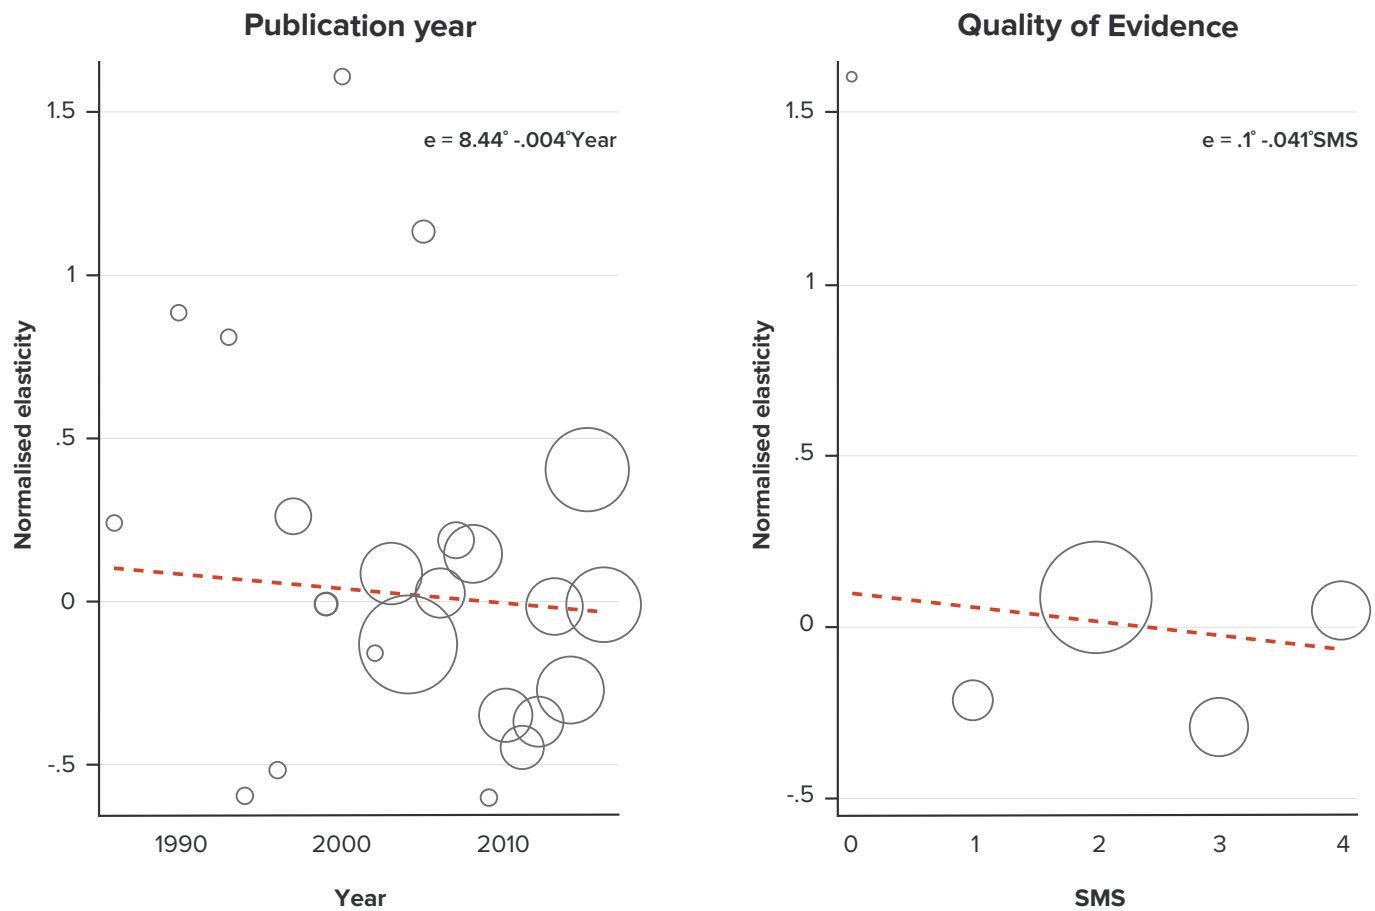 Publication year
1.5
1
.5
0
-.5
Normalised elasticity
e = 8.44° -.004°Year
1990 2000 2010
Year
Quality of Evidence
1.5
1
.5
0
-.5
Normalised elasticity
e = .1° -.041°SMS
0 1 2 3 4
SMS